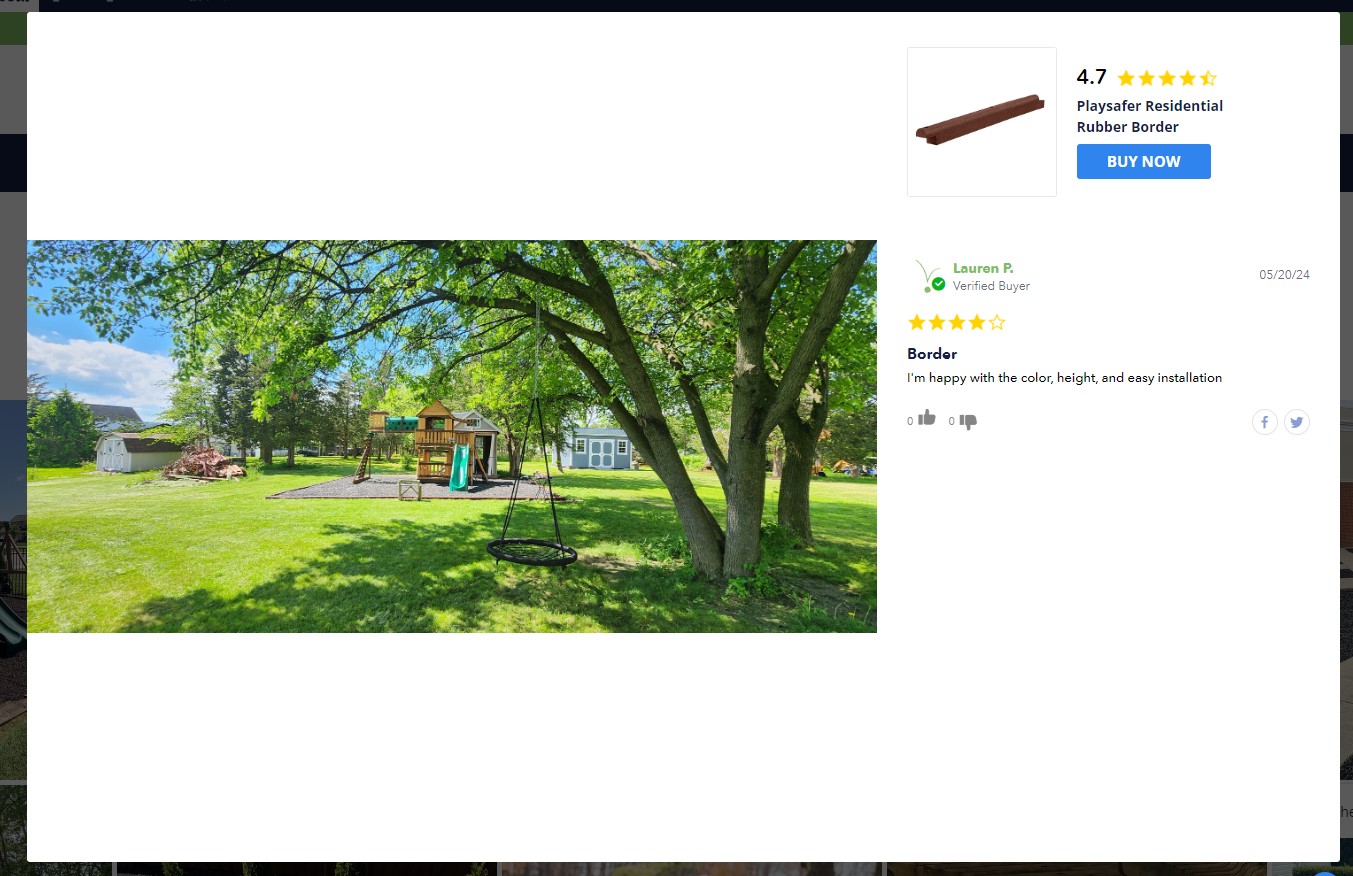 4.7
Playsafer Residential
Rubber Border
BUY NOW
Lauren P.
Verified Buyer
05/20/24
Border
I'm happy with the color, height, and easy installation
0
0